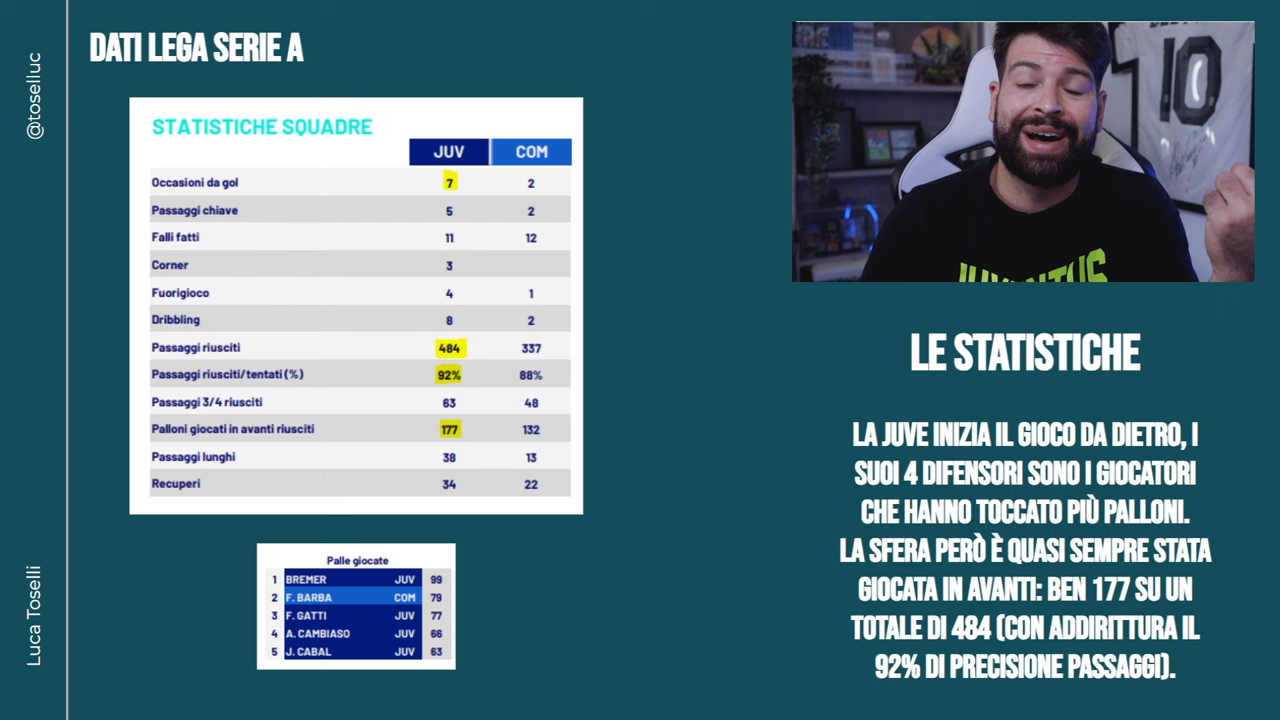 @toselluc
Luca Toselli
DATI LEGA SERIE A
STATISTICHE SQUADRE
JUV COM
Occasioni da gol 7 2
Passaggi chiave 5 2
Falli fatti 11 12
Corner 3
Fuorigioco 4 1
Dribbling 8 2
Passaggi riusciti 484 337
Passaggi riusciti/tentati (%) 92% 88%
Passaggi 3/4 riusciti 63 48
Palloni giocati in avanti riusciti 177 132
Passaggi lunghi 38 13
Recuperi 34 22
Palle giocate
1 BREMER JUV 99
2 F. BARBA COM 79
3 F. GATTI JUV 77
4 A. CAMBIASO JUV 66
5 J. CABAL JUV 63
10
JUVENTUS
LE STATISTICHE
LA JUVE INIZIA IL GIOCO DA DIETRO, I
SUOI 4 DIFENSORI SONO I GIOCATORI
CHE HANNO TOCCATO PIÙ PALLONI.
LA SFERA PERÒ È QUASI SEMPRE STATA
GIOCATA IN AVANTI: BEN 177 SU UN
TOTALE DI 484 (CON ADDIRITTURA IL
92% DI PRECISIONE PASSAGGI).